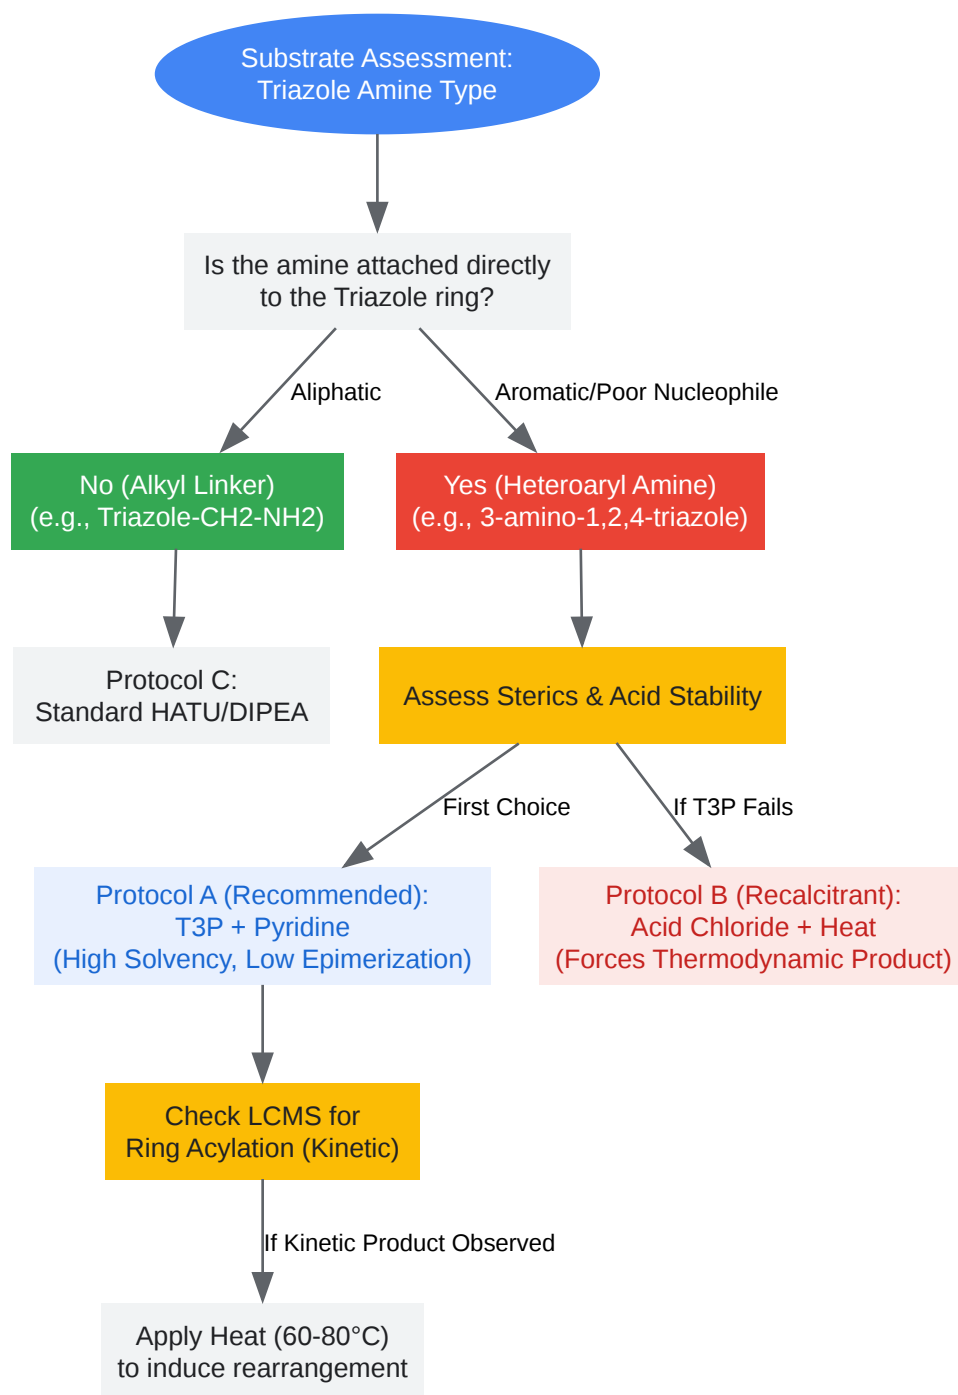 Substrate Assessment:
Triazole Amine Type
Is the amine attached directly
to the Triazole ring?
Aliphatic
Aromatic/Poor Nucleophile
No (Alkyl Linker)
(e.g., Triazole-CH2-NH2)
Yes (Heteroaryl Amine)
(e.g., 3-amino-1,2,4-triazole)
Protocol C:
Standard HATU/DIPEA
Assess Sterics & Acid Stability
First Choice
If T3P Fails
Protocol A (Recommended):
T3P + Pyridine
(High Solvency, Low Epimerization)
Protocol B (Recalcitrant):
Acid Chloride + Heat
(Forces Thermodynamic Product)
Check LCMS for
Ring Acylation (Kinetic)
If Kinetic Product Observed
Apply Heat (60-80°C)
to induce rearrangement